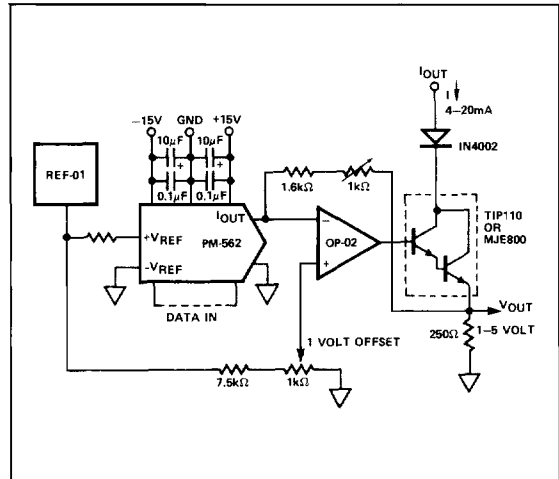 IOUT
I
4–20mA
–15V GND +15V
10µF 10µF
+ +
0.1µF 0.1µF
IN4002
REF-01
1.6kΩ 1kΩ
IOUT
TIP110
OR
MJE800
+VREF
PM-562
–
OP-02
+
–VREF
DATA IN
VOUT
1 VOLT OFFSET
250Ω
1–5 VOLT
7.5kΩ
1kΩ